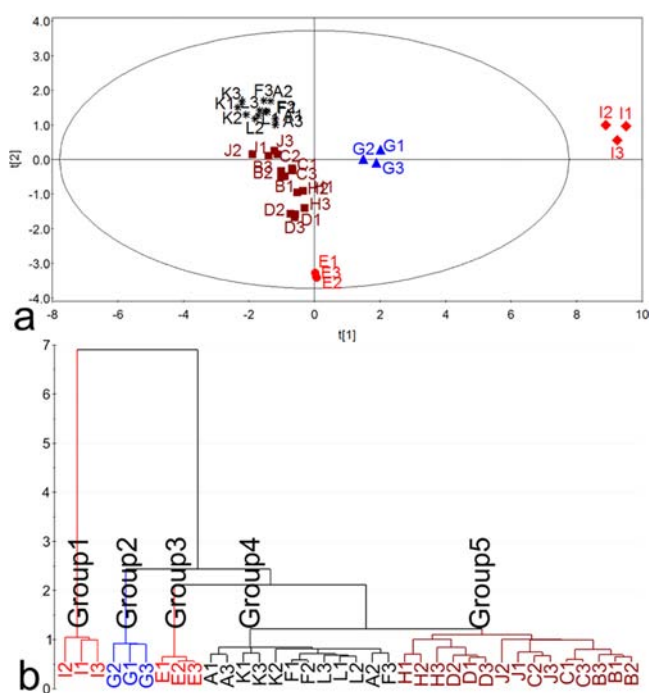 4.0
3.0
2.0
1.0
0.0
-1.0
-2.0
-3.0
-4.0
K3 L3 F3 A2
K1 F2
K2 A1
L2 A3
J2 J3
C2
B3 C1
B2 C3
B1 H2 H1
D2 H3
D3 D1
G2 G1
G3
E1
E3
E2
I2 I1
I3
-8 -6 -4 -2 0 2 4 6 8 10
t[1]
t[2]
a
7
6
5
4
3
2
1
0
Group1 Group2 Group3 Group4 Group5
I2 I1 I3 G2 G1 G3 E1 E2 E3 A1 A3 K1 K3 K2 F1 F2 L3 L1 L2 A2 F3 H1 H2 H3 D2 D1 D3 J2 J1 C2 J3 C1 C3 B3 B1 B2
b